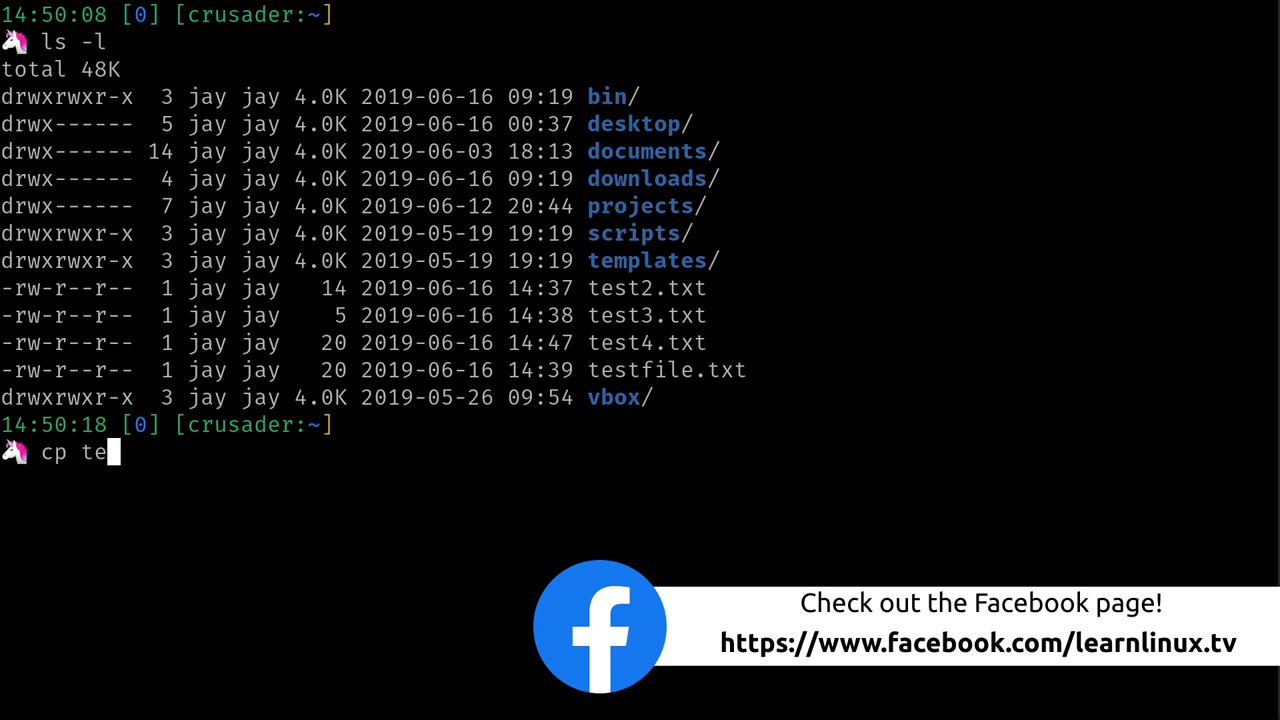 14:50:08 [0] [crusader:~]
🦄 ls -l
total 48K
drwxrwxr-x  3 jay jay 4.0K 2019-06-16 09:19 bin/
drwx------  5 jay jay 4.0K 2019-06-16 00:37 desktop/
drwx------ 14 jay jay 4.0K 2019-06-03 18:13 documents/
drwx------  4 jay jay 4.0K 2019-06-16 09:19 downloads/
drwx------  7 jay jay 4.0K 2019-06-12 20:44 projects/
drwxrwxr-x  3 jay jay 4.0K 2019-05-19 19:19 scripts/
drwxrwxr-x  3 jay jay 4.0K 2019-05-19 19:19 templates/
-rw-r--r--  1 jay jay   14 2019-06-16 14:37 test2.txt
-rw-r--r--  1 jay jay    5 2019-06-16 14:38 test3.txt
-rw-r--r--  1 jay jay   20 2019-06-16 14:47 test4.txt
-rw-r--r--  1 jay jay   20 2019-06-16 14:39 testfile.txt
drwxrwxr-x  3 jay jay 4.0K 2019-05-26 09:54 vbox/
14:50:18 [0] [crusader:~]
🦄 cp te
Check out the Facebook page!
https://www.facebook.com/learnlinux.tv